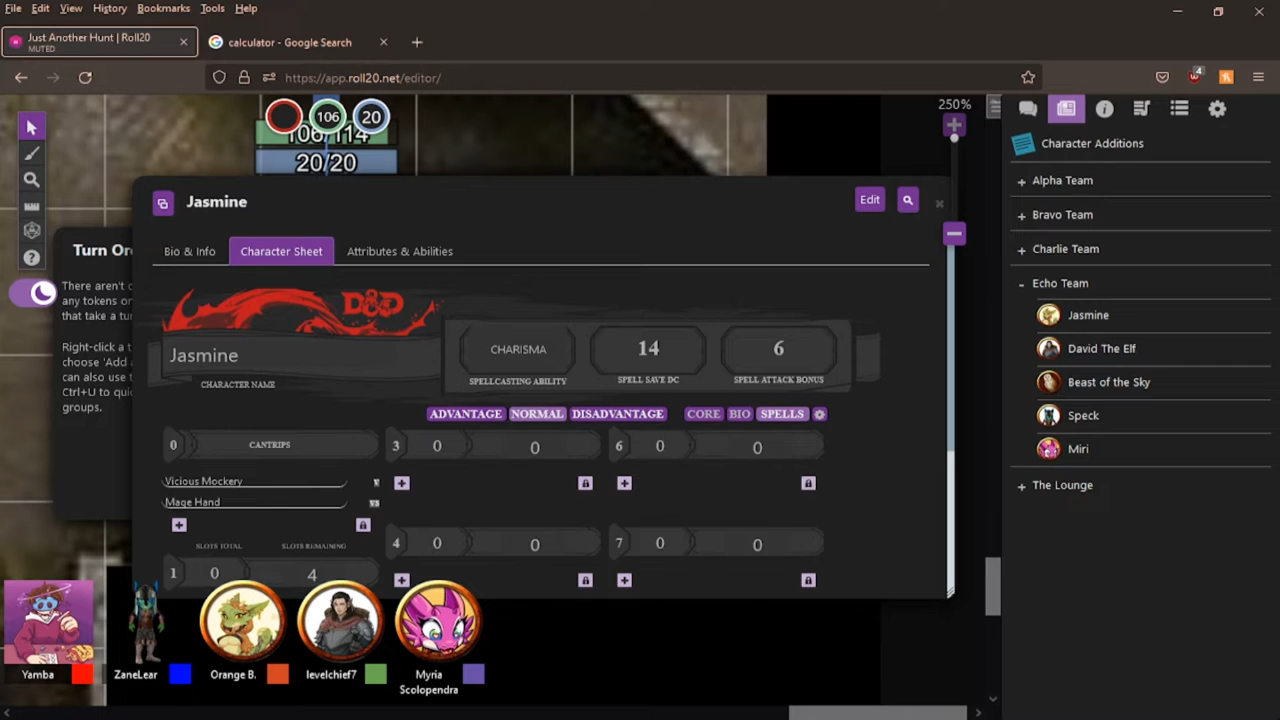 File Edit View History Bookmarks Tools Help
Just Another Hunt | Roll20
MUTED
calculator - Google Search
https://app.roll20.net/editor/
4
106 20
106/114
20/20
250%
Character Additions
Alpha Team
Bravo Team
Charlie Team
Echo Team
Jasmine
David The Elf
Beast of the Sky
Speck
Miri
The Lounge
Turn Or
There aren't
any tokens or
that take a tu
Right-click a t
choose 'Add
can also use t
Ctrl+U to quic
groups.
Jasmine
Edit
Bio & Info Character Sheet Attributes & Abilities
D&D
Jasmine
CHARACTER NAME
CHARISMA 14 6
SPELLCASTING ABILITY SPELL SAVE DC SPELL ATTACK BONUS
ADVANTAGE NORMAL DISADVANTAGE CORE BIO SPELLS
0 CANTRIPS 3 0 0 6 0 0
Vicious Mockery V
Mage Hand VS
SLOTS TOTAL SLOTS REMAINING
4 0 0 7 0 0
1 0 4
Yamba
ZaneLear
Orange B.
levelchief7
Myria
Scolopendra